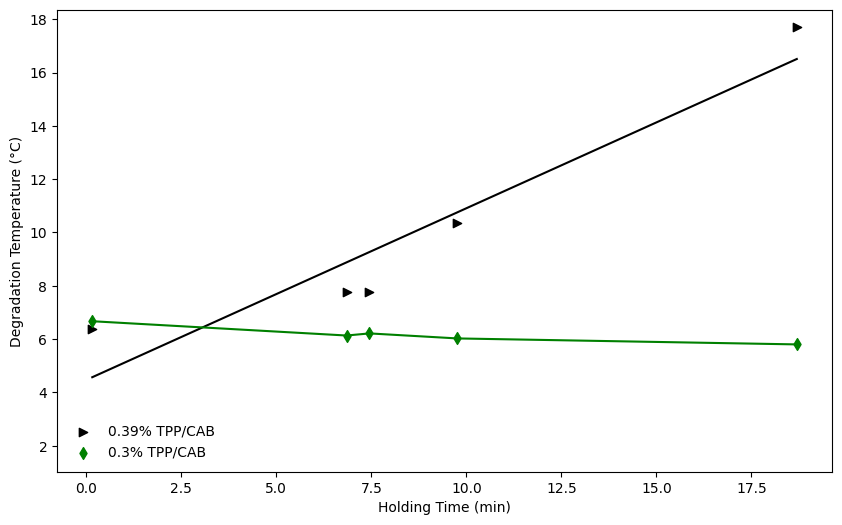 18
16
14
12
10
8
6
4
2
Degradation Temperature (°C)
0.39% TPP/CAB
0.3% TPP/CAB
0.0 2.5 5.0 7.5 10.0 12.5 15.0 17.5
Holding Time (min)